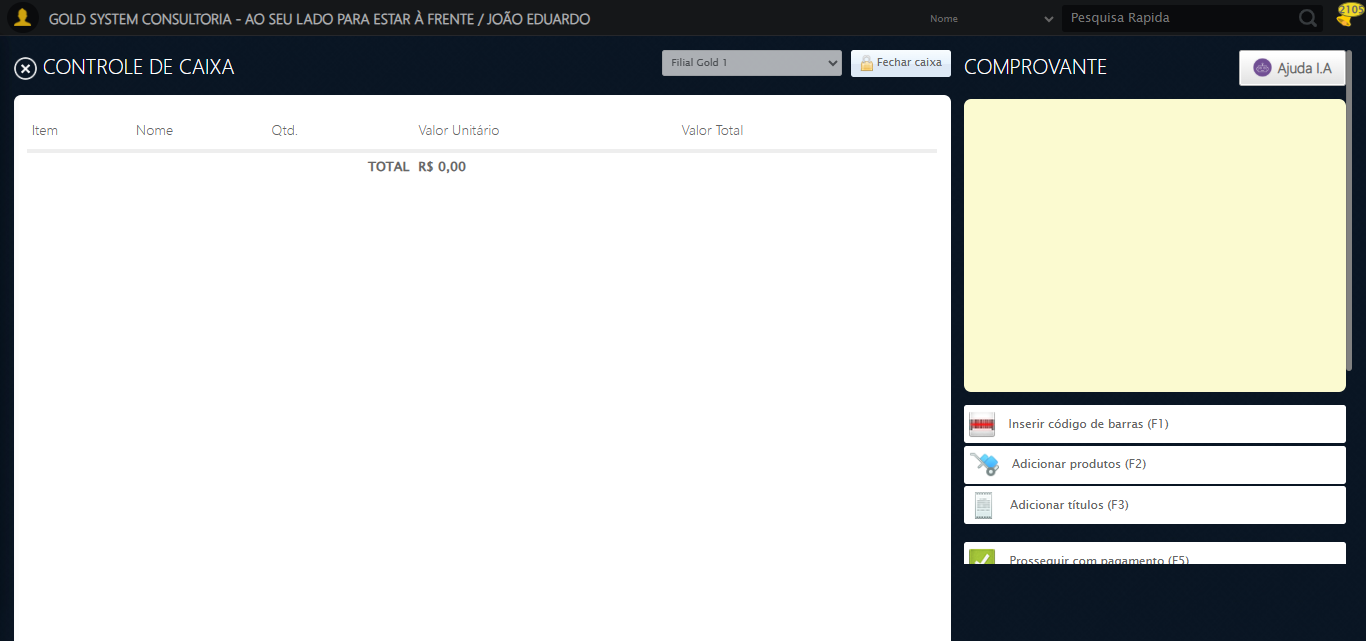 GOLD SYSTEM CONSULTORIA - AO SEU LADO PARA ESTAR À FRENTE / JOÃO EDUARDO
Nome
Pesquisa Rapida
2105
CONTROLE DE CAIXA
Filial Gold 1
Fechar caixa
COMPROVANTE
Ajuda I.A
Item Nome Qtd. Valor Unitário Valor Total
TOTAL R$ 0,00
Inserir código de barras (F1)
Adicionar produtos (F2)
Adicionar títulos (F3)
Prosseguir com pagamento (F5)